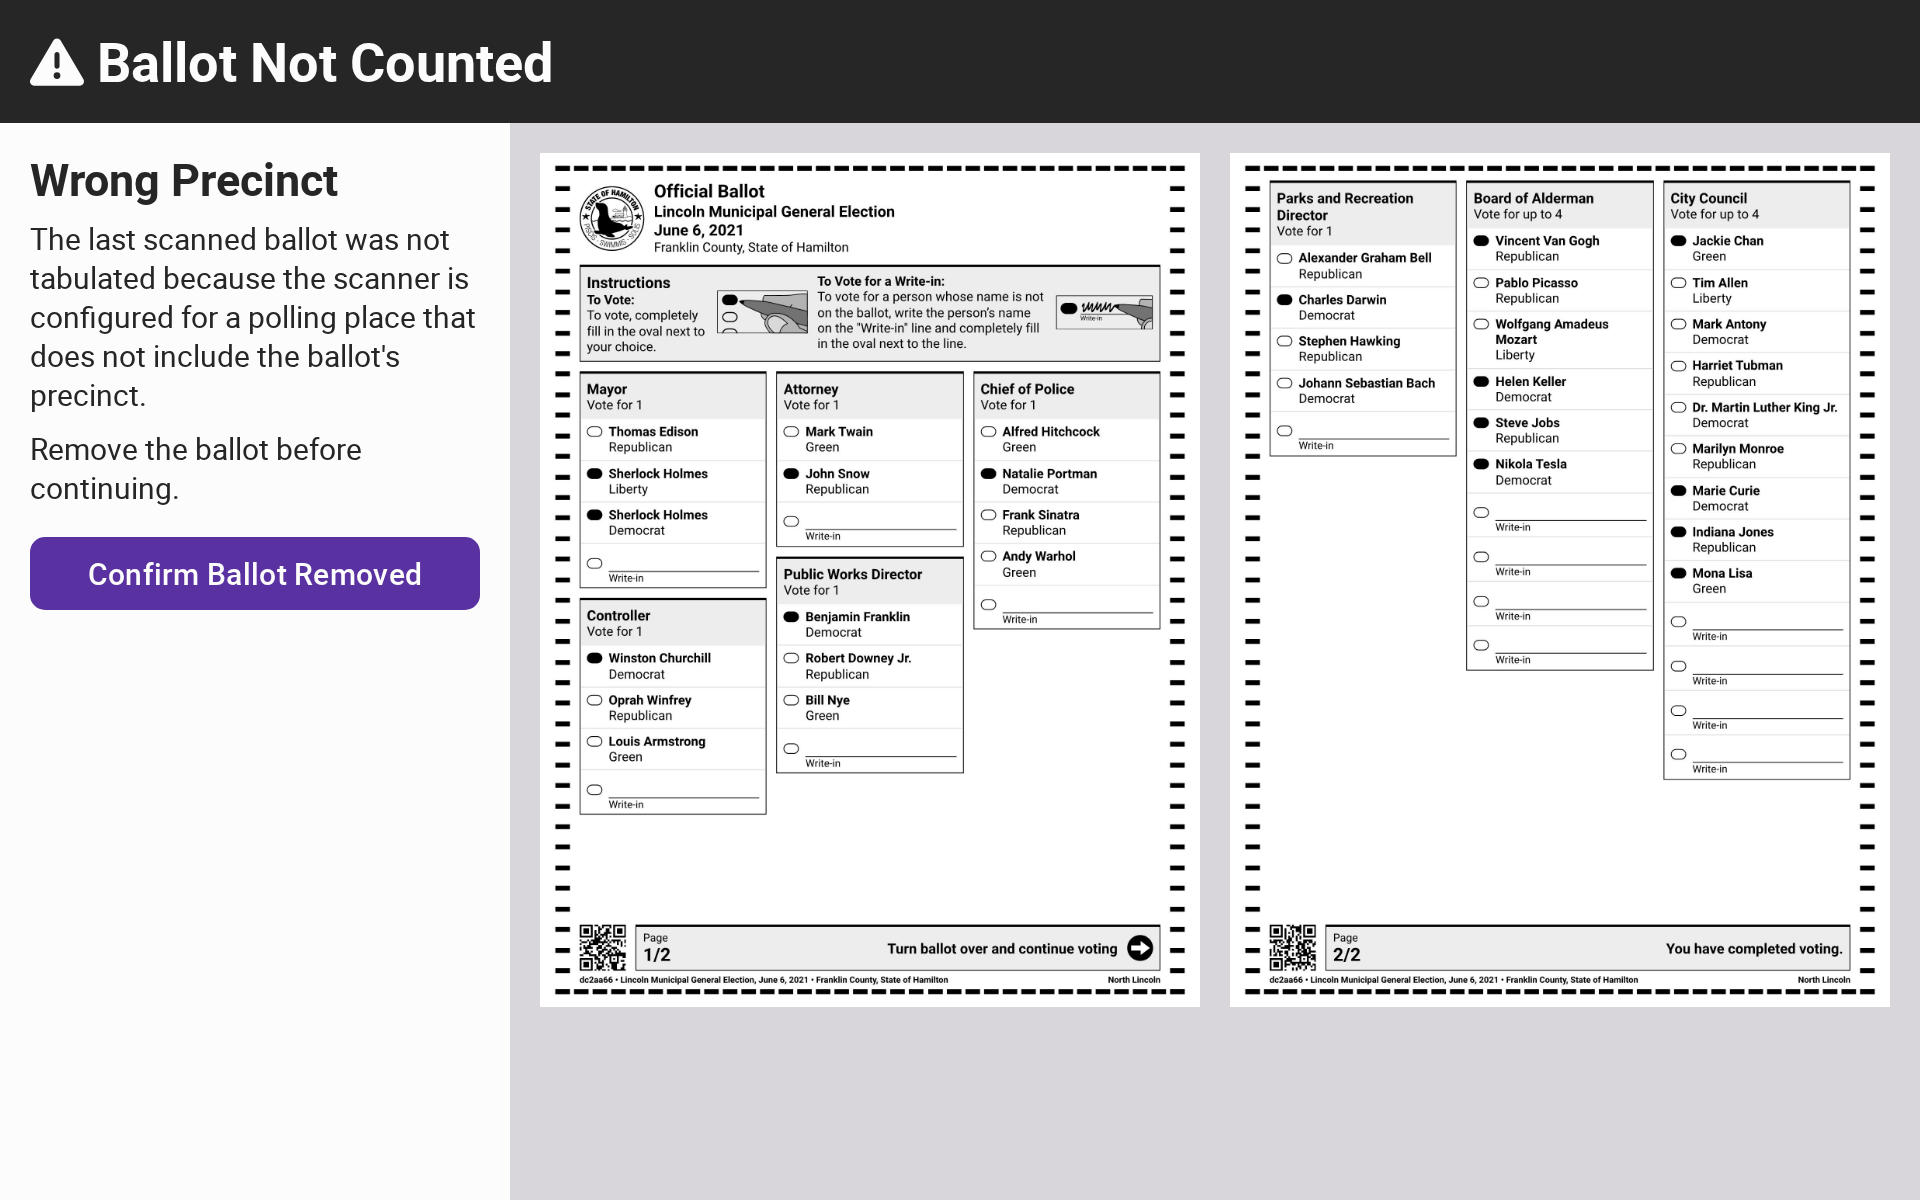 Ballot Not Counted
Wrong Precinct
The last scanned ballot was not
tabulated because the scanner is
configured for a polling place that
does not include the ballot's
precinct.
Remove the ballot before
continuing.
Confirm Ballot Removed
STATE OF HAMILTON
Official Ballot
Lincoln Municipal General Election
June 6, 2021
Franklin County, State of Hamilton
Instructions
To Vote:
To vote, completely
fill in the oval next to
your choice.
To Vote for a Write-in:
To vote for a person whose name is not
on the ballot, write the person's name
on the "Write-in" line and completely fill
in the oval next to the line.
Write-in
Mayor
Vote for 1
Thomas Edison
Republican
Sherlock Holmes
Liberty
Sherlock Holmes
Democrat
Write-in
Controller
Vote for 1
Winston Churchill
Democrat
Oprah Winfrey
Republican
Louis Armstrong
Green
Write-in
Attorney
Vote for 1
Mark Twain
Green
John Snow
Republican
Write-in
Public Works Director
Vote for 1
Benjamin Franklin
Democrat
Robert Downey Jr.
Republican
Bill Nye
Green
Write-in
Chief of Police
Vote for 1
Alfred Hitchcock
Green
Natalie Portman
Democrat
Frank Sinatra
Republican
Andy Warhol
Green
Write-in
Page
1/2
Turn ballot over and continue voting
dc2aa66 • Lincoln Municipal General Election, June 6, 2021 • Franklin County, State of Hamilton
North Lincoln
Parks and Recreation
Director
Vote for 1
Alexander Graham Bell
Republican
Charles Darwin
Democrat
Stephen Hawking
Republican
Johann Sebastian Bach
Democrat
Write-in
Board of Alderman
Vote for up to 4
Vincent Van Gogh
Republican
Pablo Picasso
Republican
Wolfgang Amadeus
Mozart
Liberty
Helen Keller
Democrat
Steve Jobs
Republican
Nikola Tesla
Democrat
Write-in
Write-in
Write-in
Write-in
City Council
Vote for up to 4
Jackie Chan
Green
Tim Allen
Liberty
Mark Antony
Democrat
Harriet Tubman
Republican
Dr. Martin Luther King Jr.
Democrat
Marilyn Monroe
Republican
Marie Curie
Democrat
Indiana Jones
Republican
Mona Lisa
Green
Write-in
Write-in
Write-in
Write-in
Page
2/2
You have completed voting.
dc2aa66 • Lincoln Municipal General Election, June 6, 2021 • Franklin County, State of Hamilton
North Lincoln